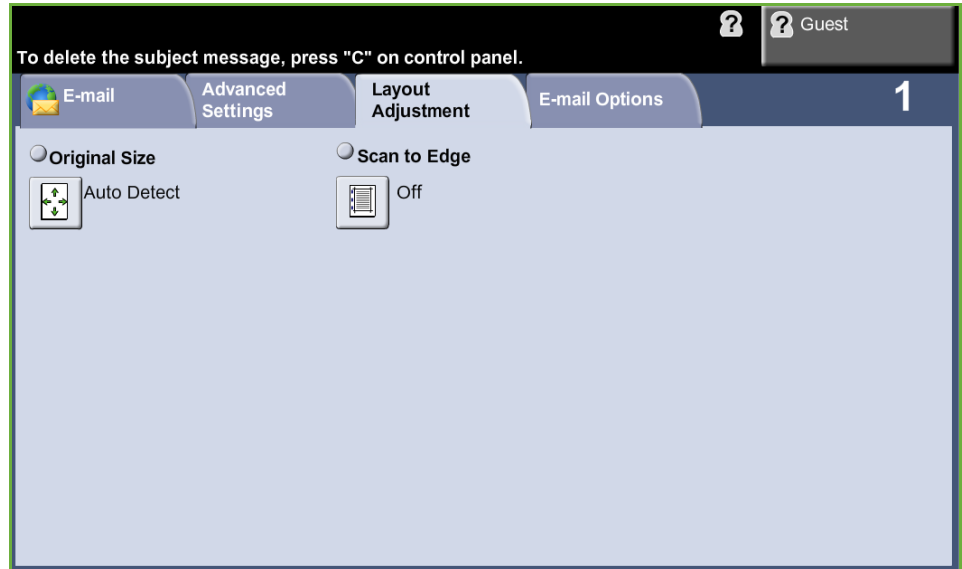 Guest
To delete the subject message, press "C" on control panel.
E-mail
Advanced
Settings
Layout
Adjustment
E-mail Options
1
Original Size
Scan to Edge
Auto Detect
Off